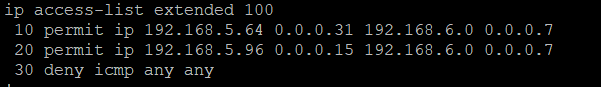 ip access-list extended 100
10 permit ip 192.168.5.64 0.0.0.31 192.168.6.0 0.0.0.7
20 permit ip 192.168.5.96 0.0.0.15 192.168.6.0 0.0.0.7
30 deny icmp any any